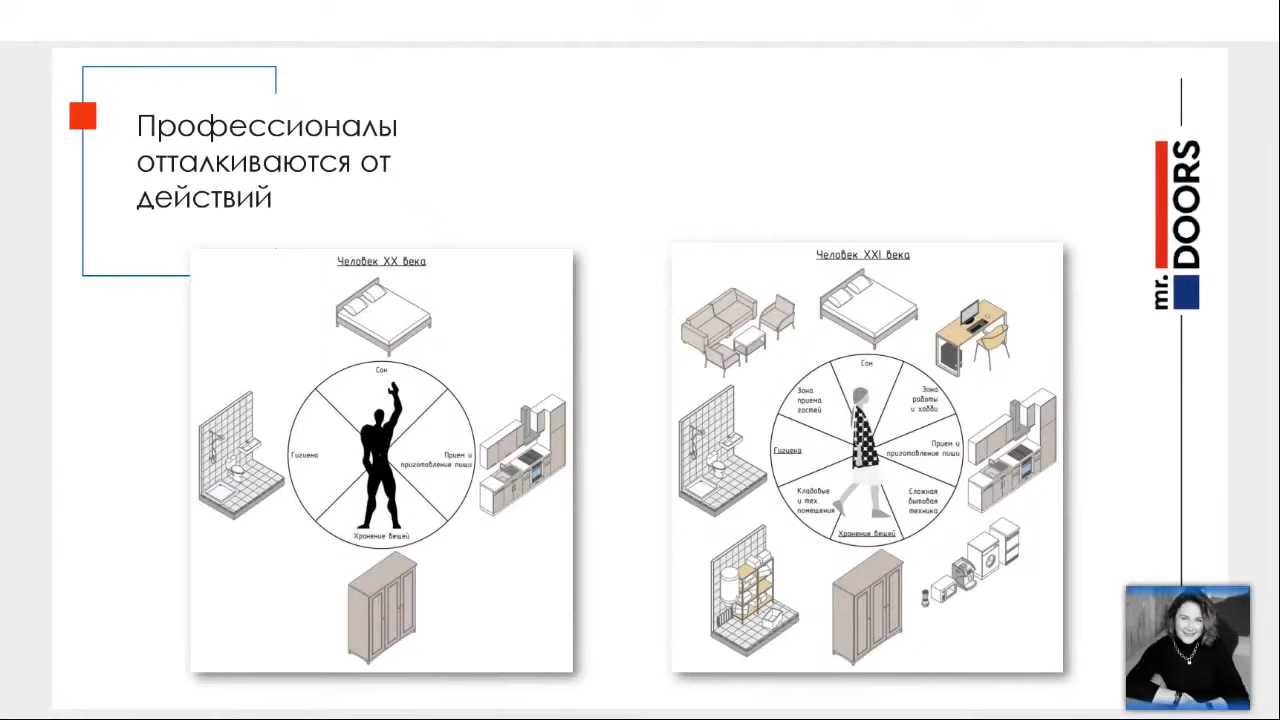 Профессионалы
отталкиваются от
действий
mr. DOORS
Человек XX века
Сон
Гигиена
Прием и
приготовление пищи
Хранение вещей
Человек XXI века
Сон
Зона
приема
гостей
Зона
работы
и хобби
Гигиена
Прием и
приготовление пищи
Кладовые
и тех.
помещения
Сложная
бытовая
техника
Хранение вещей